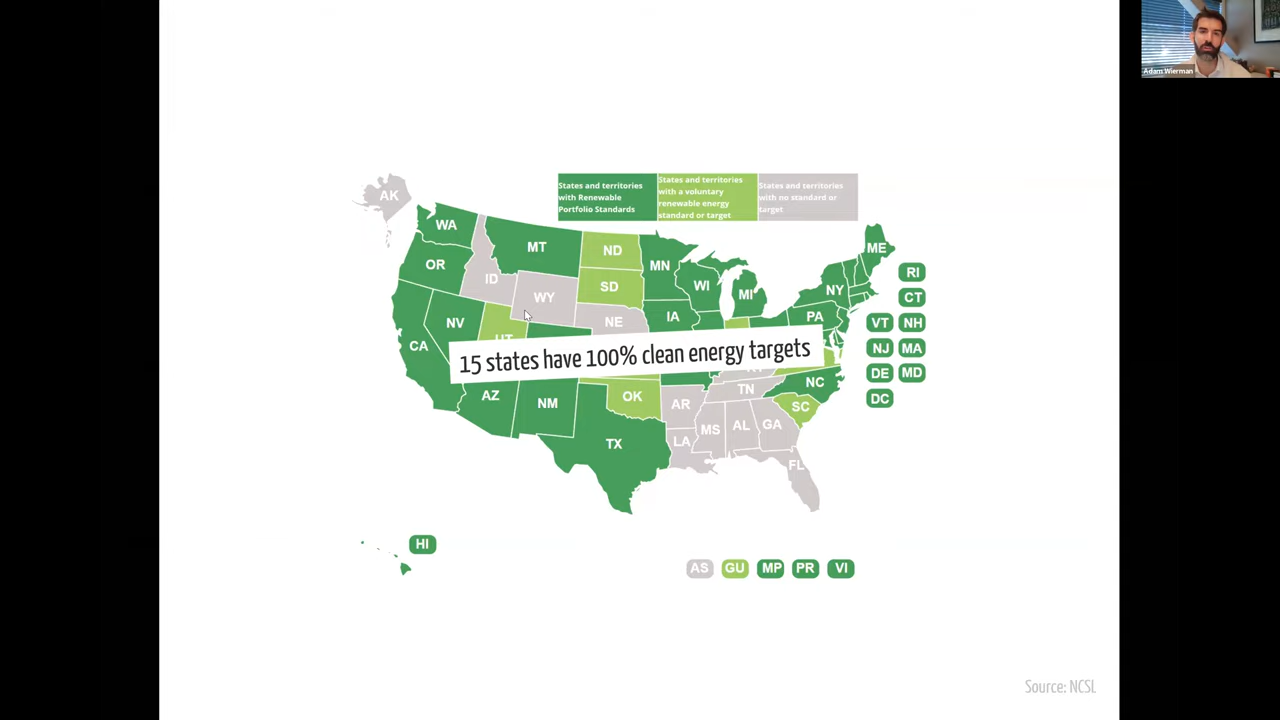 Adam Wierman
States and territories
with Renewable
Portfolio Standards
States and territories
with a voluntary
renewable energy
standard or target
States and territories
with no standard or
target
AK
WA
MT
ND
MN
ME
OR
ID
SD
WI
MI
NY
RI
WY
CT
NV
NE
IA
PA
VT
NH
CA
UT
NJ
MA
15 states have 100% clean energy targets
DE
MD
AZ
NM
OK
AR
TN
NC
SC
DC
TX
LA
MS
AL
GA
FL
HI
AS
GU
MP
PR
VI
Source: NCSL